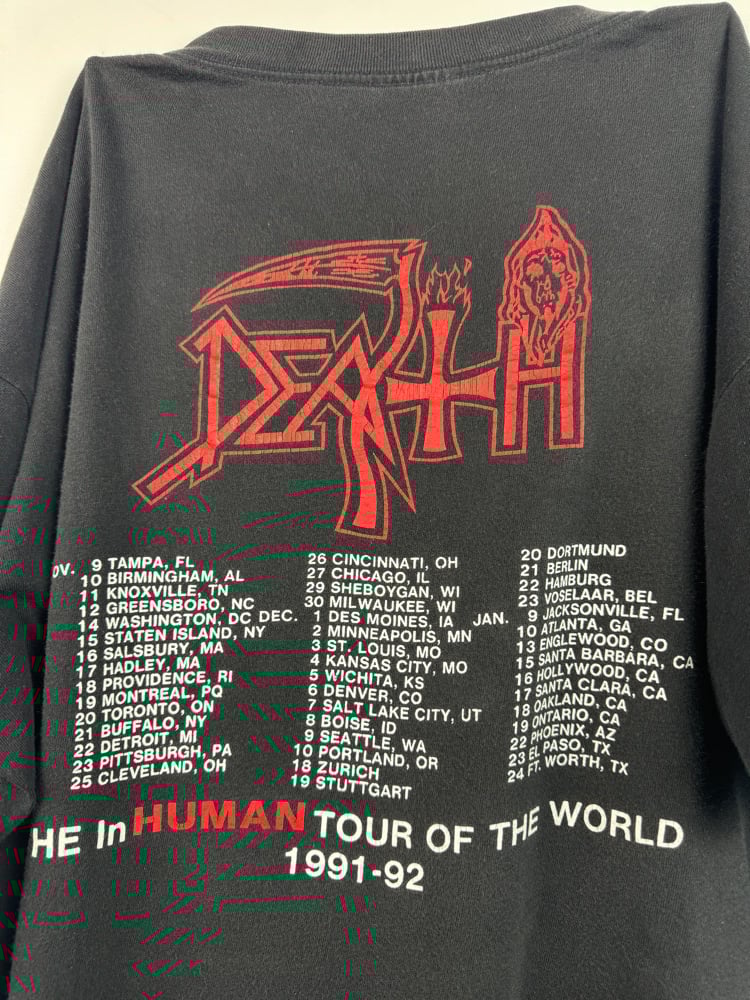 DEATH
OV. 9 TAMPA, FL
10 BIRMINGHAM, AL
11 KNOXVILLE, TN
12 GREENSBORO, NC
14 WASHINGTON, DC
15 STATEN ISLAND, NY
16 SALSBURY, MA
17 HADLEY, MA
18 PROVIDENCE, RI
19 MONTREAL, PQ
20 TORONTO, ON
21 BUFFALO, NY
22 DETROIT, MI
23 PITTSBURGH, PA
25 CLEVELAND, OH
26 CINCINNATI, OH
27 CHICAGO, IL
29 SHEBOYGAN, WI
30 MILWAUKEE, WI
DEC. 1 DES MOINES, IA
2 MINNEAPOLIS, MN
3 ST. LOUIS, MO
4 KANSAS CITY, MO
5 WICHITA, KS
6 DENVER, CO
7 SALT LAKE CITY, UT
8 BOISE, ID
9 SEATTLE, WA
10 PORTLAND, OR
18 ZURICH
19 STUTTGART
20 DORTMUND
21 BERLIN
22 HAMBURG
23 VOSELAAR, BEL
JAN. 9 JACKSONVILLE, FL
10 ATLANTA, GA
13 ENGLEWOOD, CO
15 SANTA BARBARA, CA
16 HOLLYWOOD, CA
17 SANTA CLARA, CA
18 OAKLAND, CA
19 ONTARIO, CA
22 PHOENIX, AZ
23 EL PASO, TX
24 FT. WORTH, TX
HE In HUMAN TOUR OF THE WORLD
1991-92